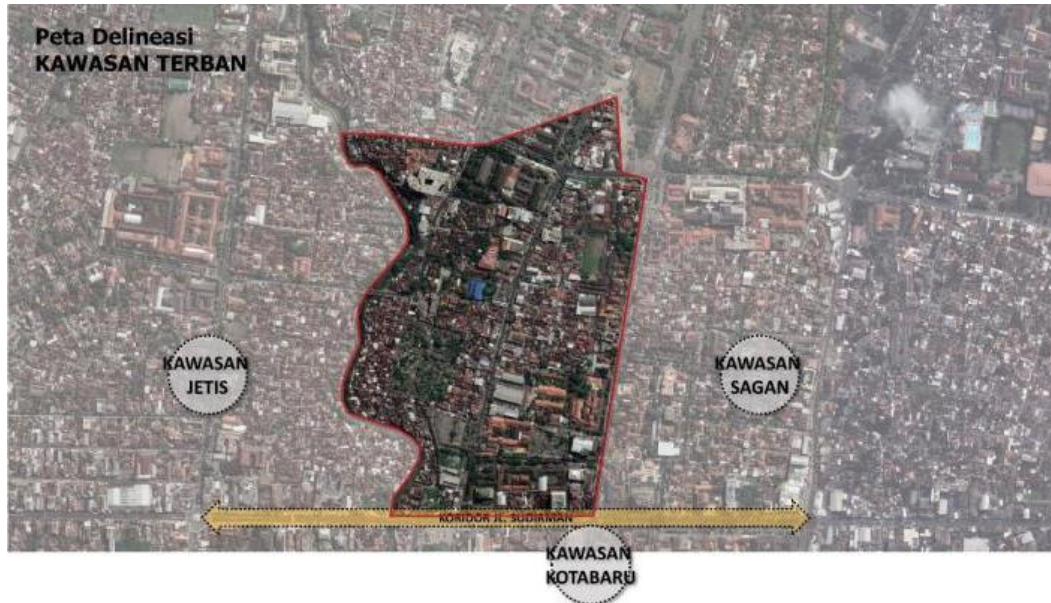 Peta Delineasi
KAWASAN TERBAN
KAWASAN
JETIS
KAWASAN
SAGAN
KORIDOR JL. SUDIRMAN
KAWASAN
KOTABARU